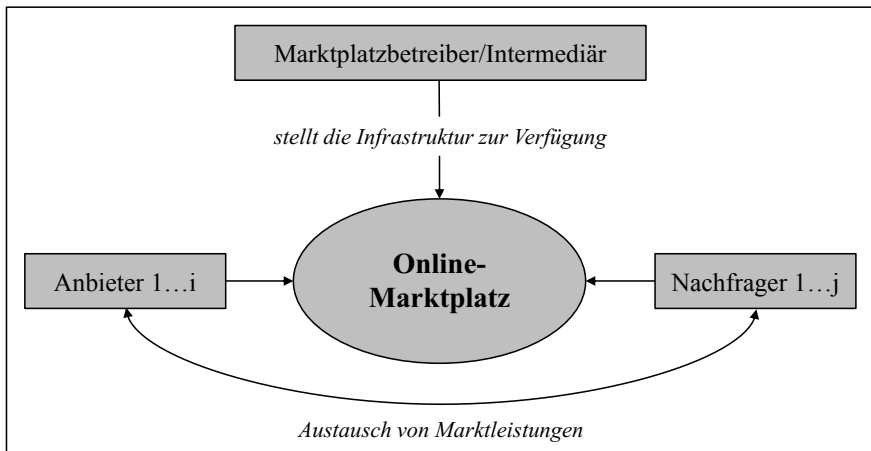 Marktplatzbetreiber/Intermediär
stellt die Infrastruktur zur Verfügung
Online-
Marktplatz
Anbieter 1…i
Nachfrager 1…j
Austausch von Marktleistungen